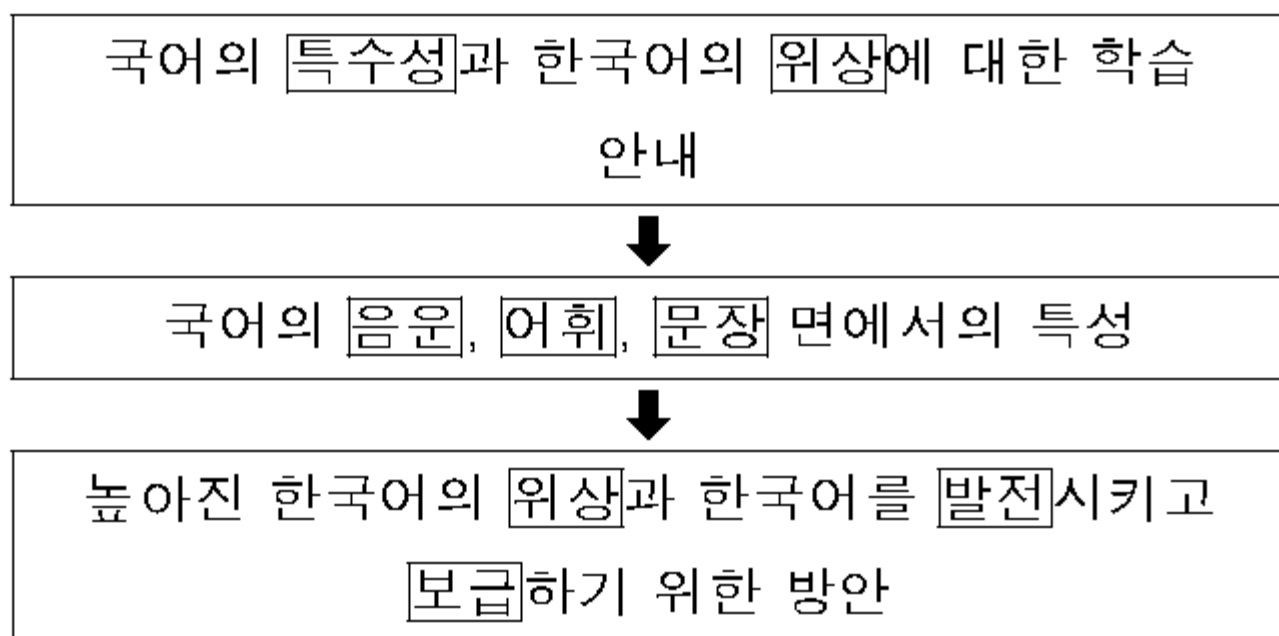 국어의 특수성과 한국어의 위상에 대한 학습
안내
국어의 음운, 어휘, 문장 면에서의 특성
높아진 한국어의 위상과 한국어를 발전시키고
보급하기 위한 방안